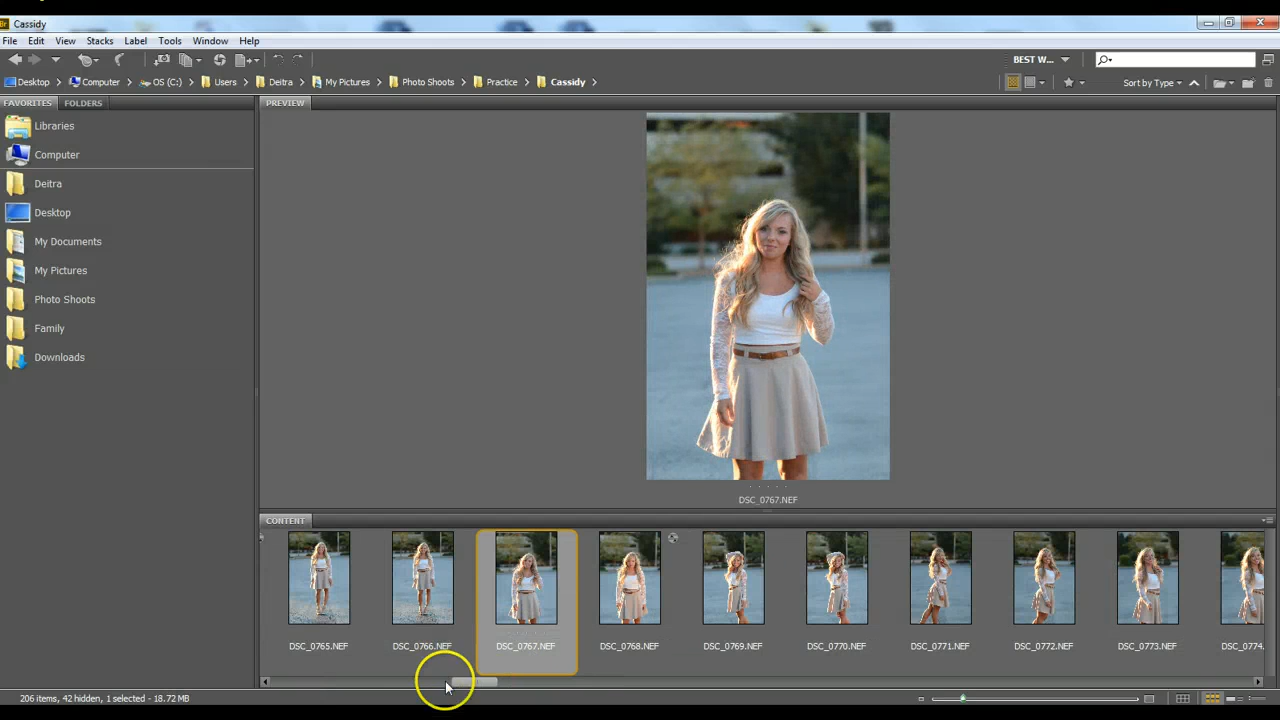 Br Cassidy
File Edit View Stacks Label Tools Window Help
BEST W...
Desktop Computer OS (C:) Users Deitra My Pictures Photo Shoots Practice Cassidy
Sort by Type
FAVORITES FOLDERS
PREVIEW
Libraries
Computer
Deitra
Desktop
My Documents
My Pictures
Photo Shoots
Family
Downloads
DSC_0767.NEF
CONTENT
DSC_0765.NEF DSC_0766.NEF DSC_0767.NEF DSC_0768.NEF DSC_0769.NEF DSC_0770.NEF DSC_0771.NEF DSC_0772.NEF DSC_0773.NEF DSC_0774.
206 items, 42 hidden, 1 selected - 18.72 MB